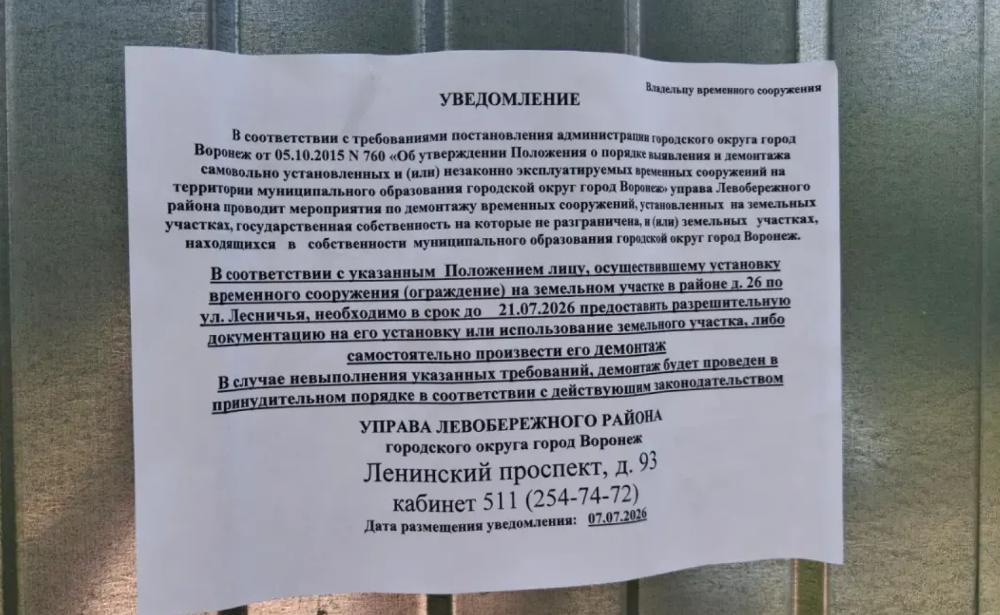 Владельцу временного сооружения
УВЕДОМЛЕНИЕ
В соответствии с требованиями постановления администрации городского округа город
Воронеж от 05.10.2015 N 760 «Об утверждении Положения о порядке выявления и демонтажа
самовольно установленных и (или) незаконно эксплуатируемых временных сооружений на
территории муниципального образования городской округ город Воронеж» управа Левобережного
района проводит мероприятия по демонтажу временных сооружений, установленных на земельных
участках, государственная собственность на которые не разграничена, и (или) земельных участках,
находящихся в собственности муниципального образования городской округ город Воронеж.
В соответствии с указанным Положением лицу, осуществившему установку
временного сооружения (ограждение) на земельном участке в районе д. 26 по
ул. Лесничья, необходимо в срок до 21.07.2026 предоставить разрешительную
документацию на его установку или использование земельного участка, либо
самостоятельно произвести его демонтаж
В случае невыполнения указанных требований, демонтаж будет проведен в
принудительном порядке в соответствии с действующим законодательством
УПРАВА ЛЕВОБЕРЕЖНОГО РАЙОНА
городского округа город Воронеж
Ленинский проспект, д. 93
кабинет 511 (254-74-72)
Дата размещения уведомления: 07.07.2026